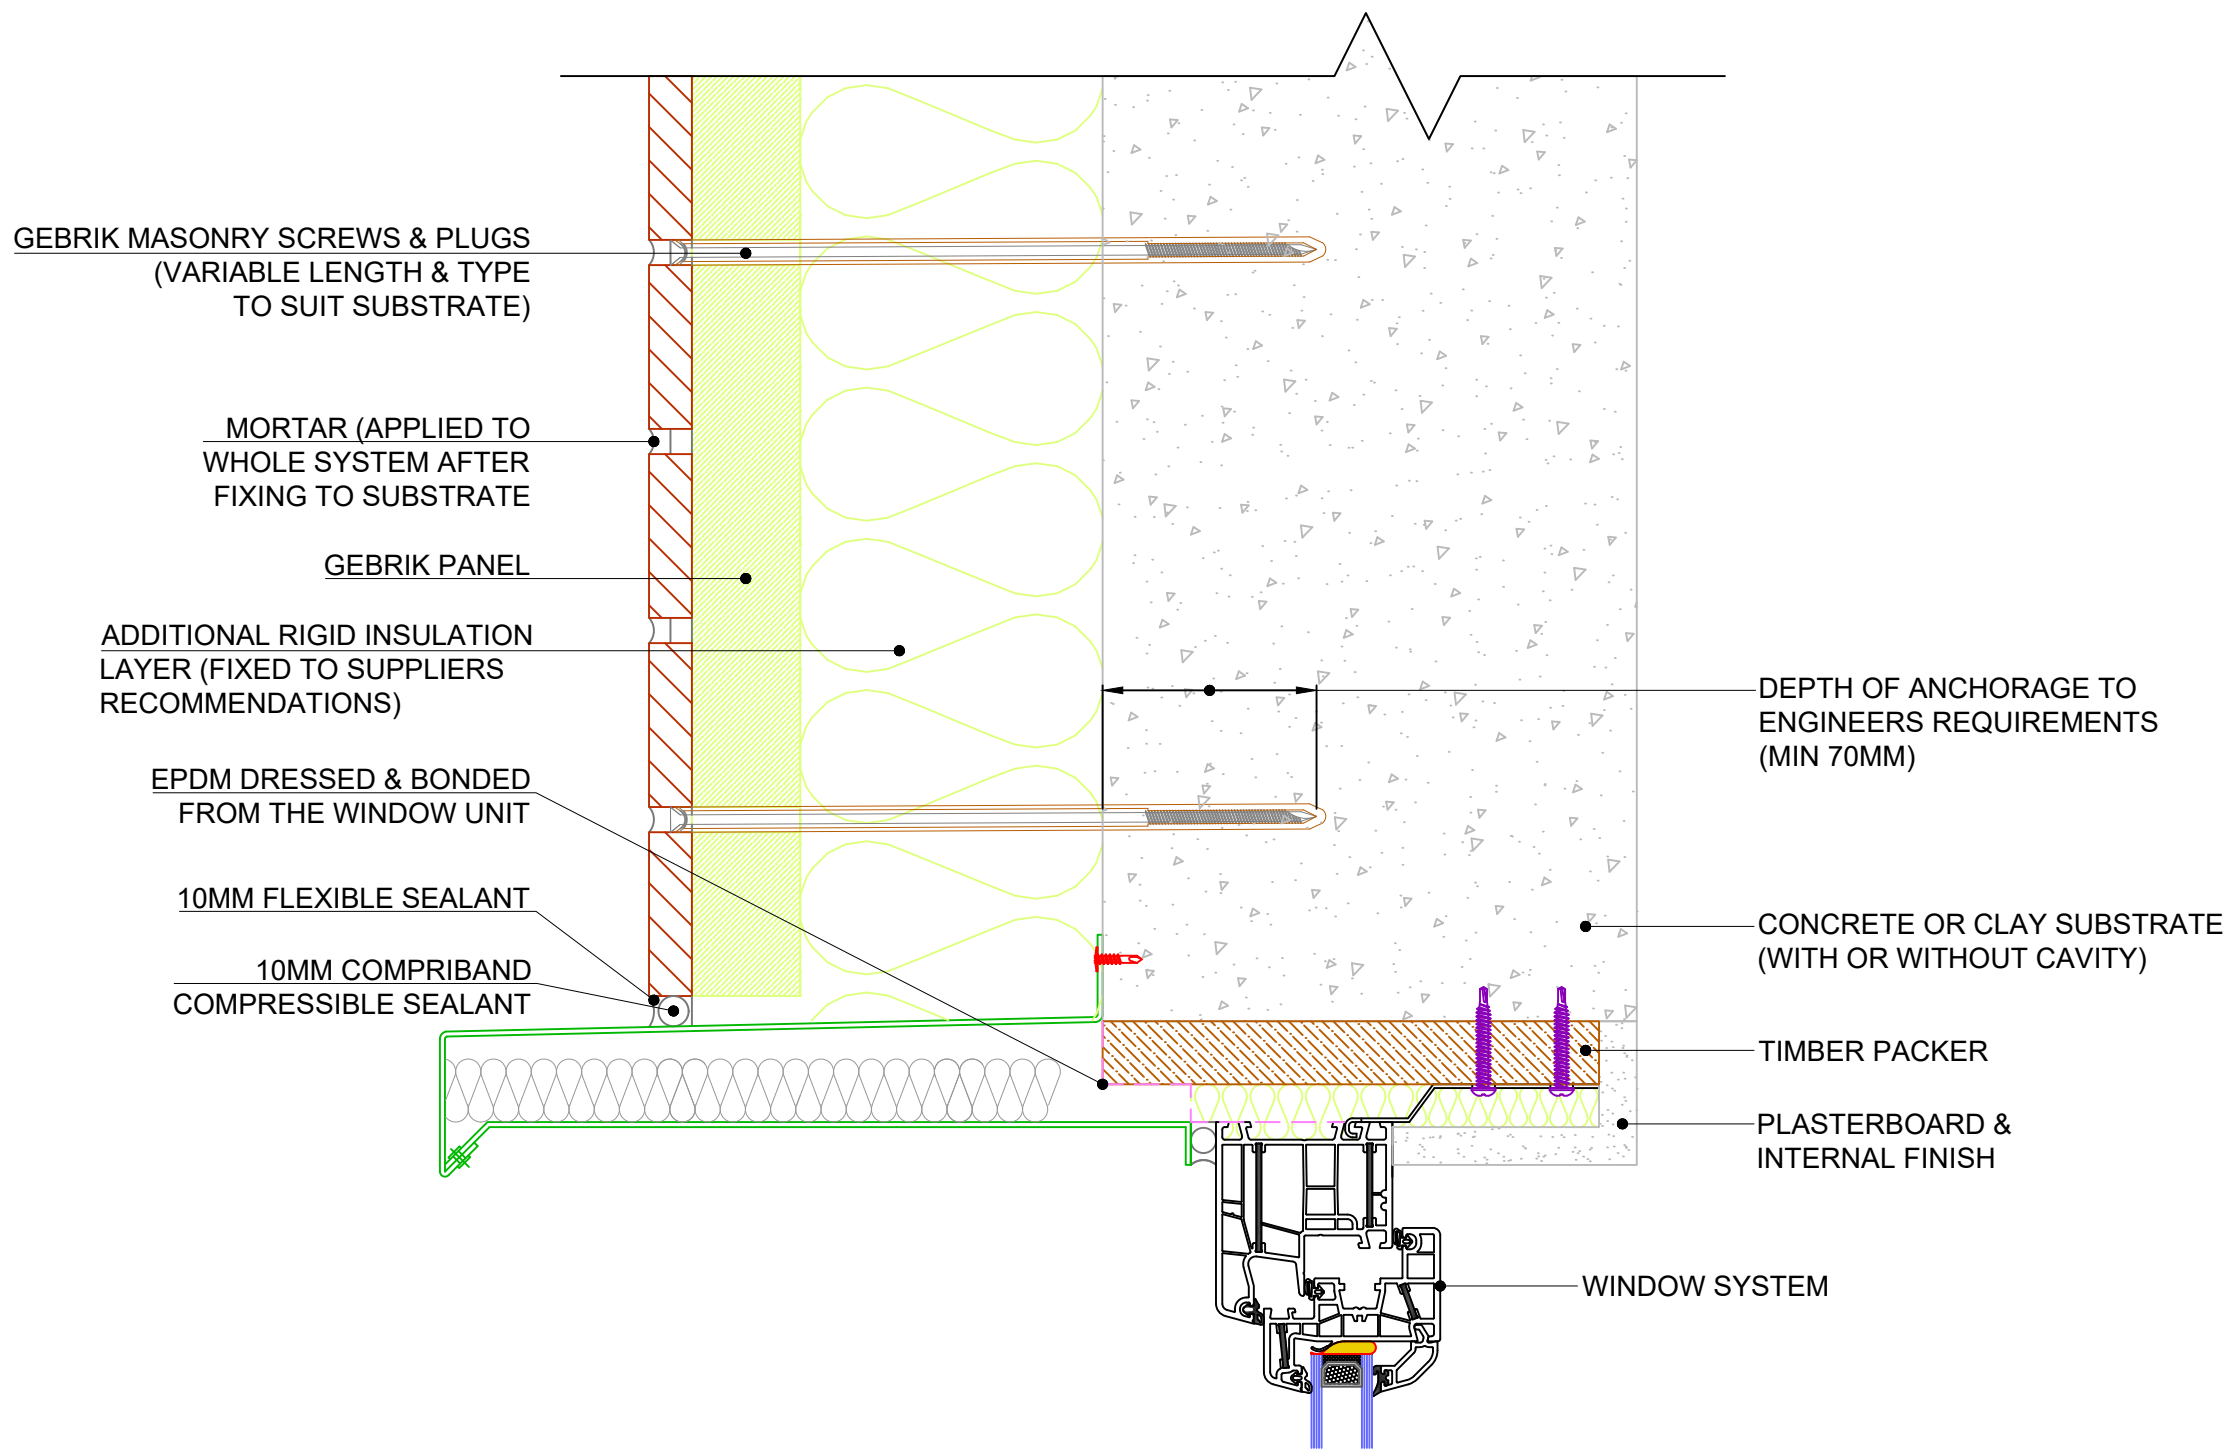 GEBRIK MASONRY SCREWS & PLUGS
(VARIABLE LENGTH & TYPE
TO SUIT SUBSTRATE)
MORTAR (APPLIED TO
WHOLE SYSTEM AFTER
FIXING TO SUBSTRATE
GEBRIK PANEL
ADDITIONAL RIGID INSULATION
LAYER (FIXED TO SUPPLIERS
RECOMMENDATIONS)
EPDM DRESSED & BONDED
FROM THE WINDOW UNIT
10MM FLEXIBLE SEALANT
10MM COMPRIBAND
COMPRESSIBLE SEALANT
DEPTH OF ANCHORAGE TO
ENGINEERS REQUIREMENTS
(MIN 70MM)
CONCRETE OR CLAY SUBSTRATE
(WITH OR WITHOUT CAVITY)
TIMBER PACKER
PLASTERBOARD &
INTERNAL FINISH
WINDOW SYSTEM